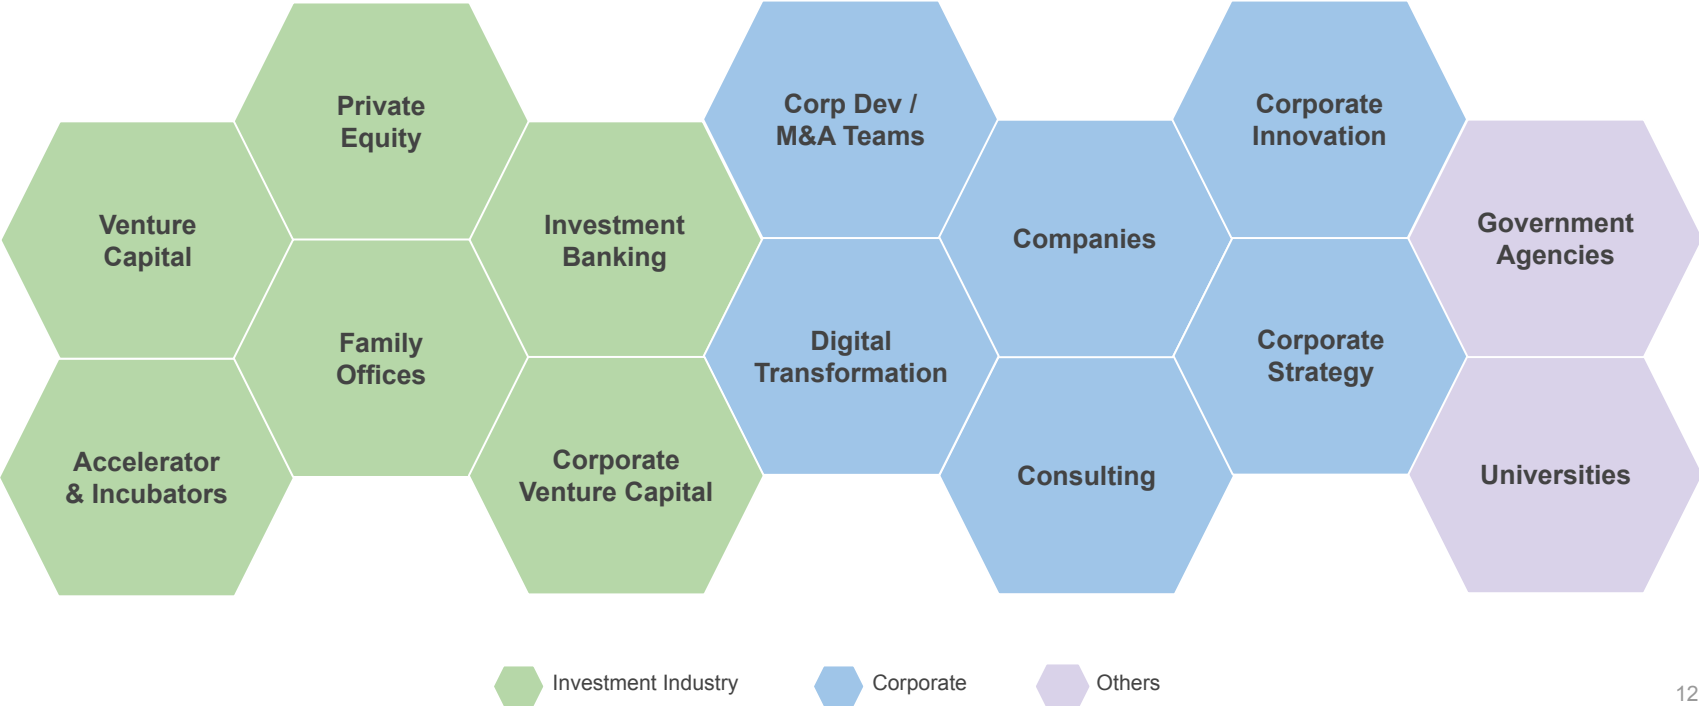 Private
Equity
Corp Dev /
M&A Teams
Corporate
Innovation
Venture
Capital
Investment
Banking
Companies
Government
Agencies
Family
Offices
Digital
Transformation
Corporate
Strategy
Accelerator
& Incubators
Corporate
Venture Capital
Consulting
Universities
Investment Industry
Corporate
Others
12